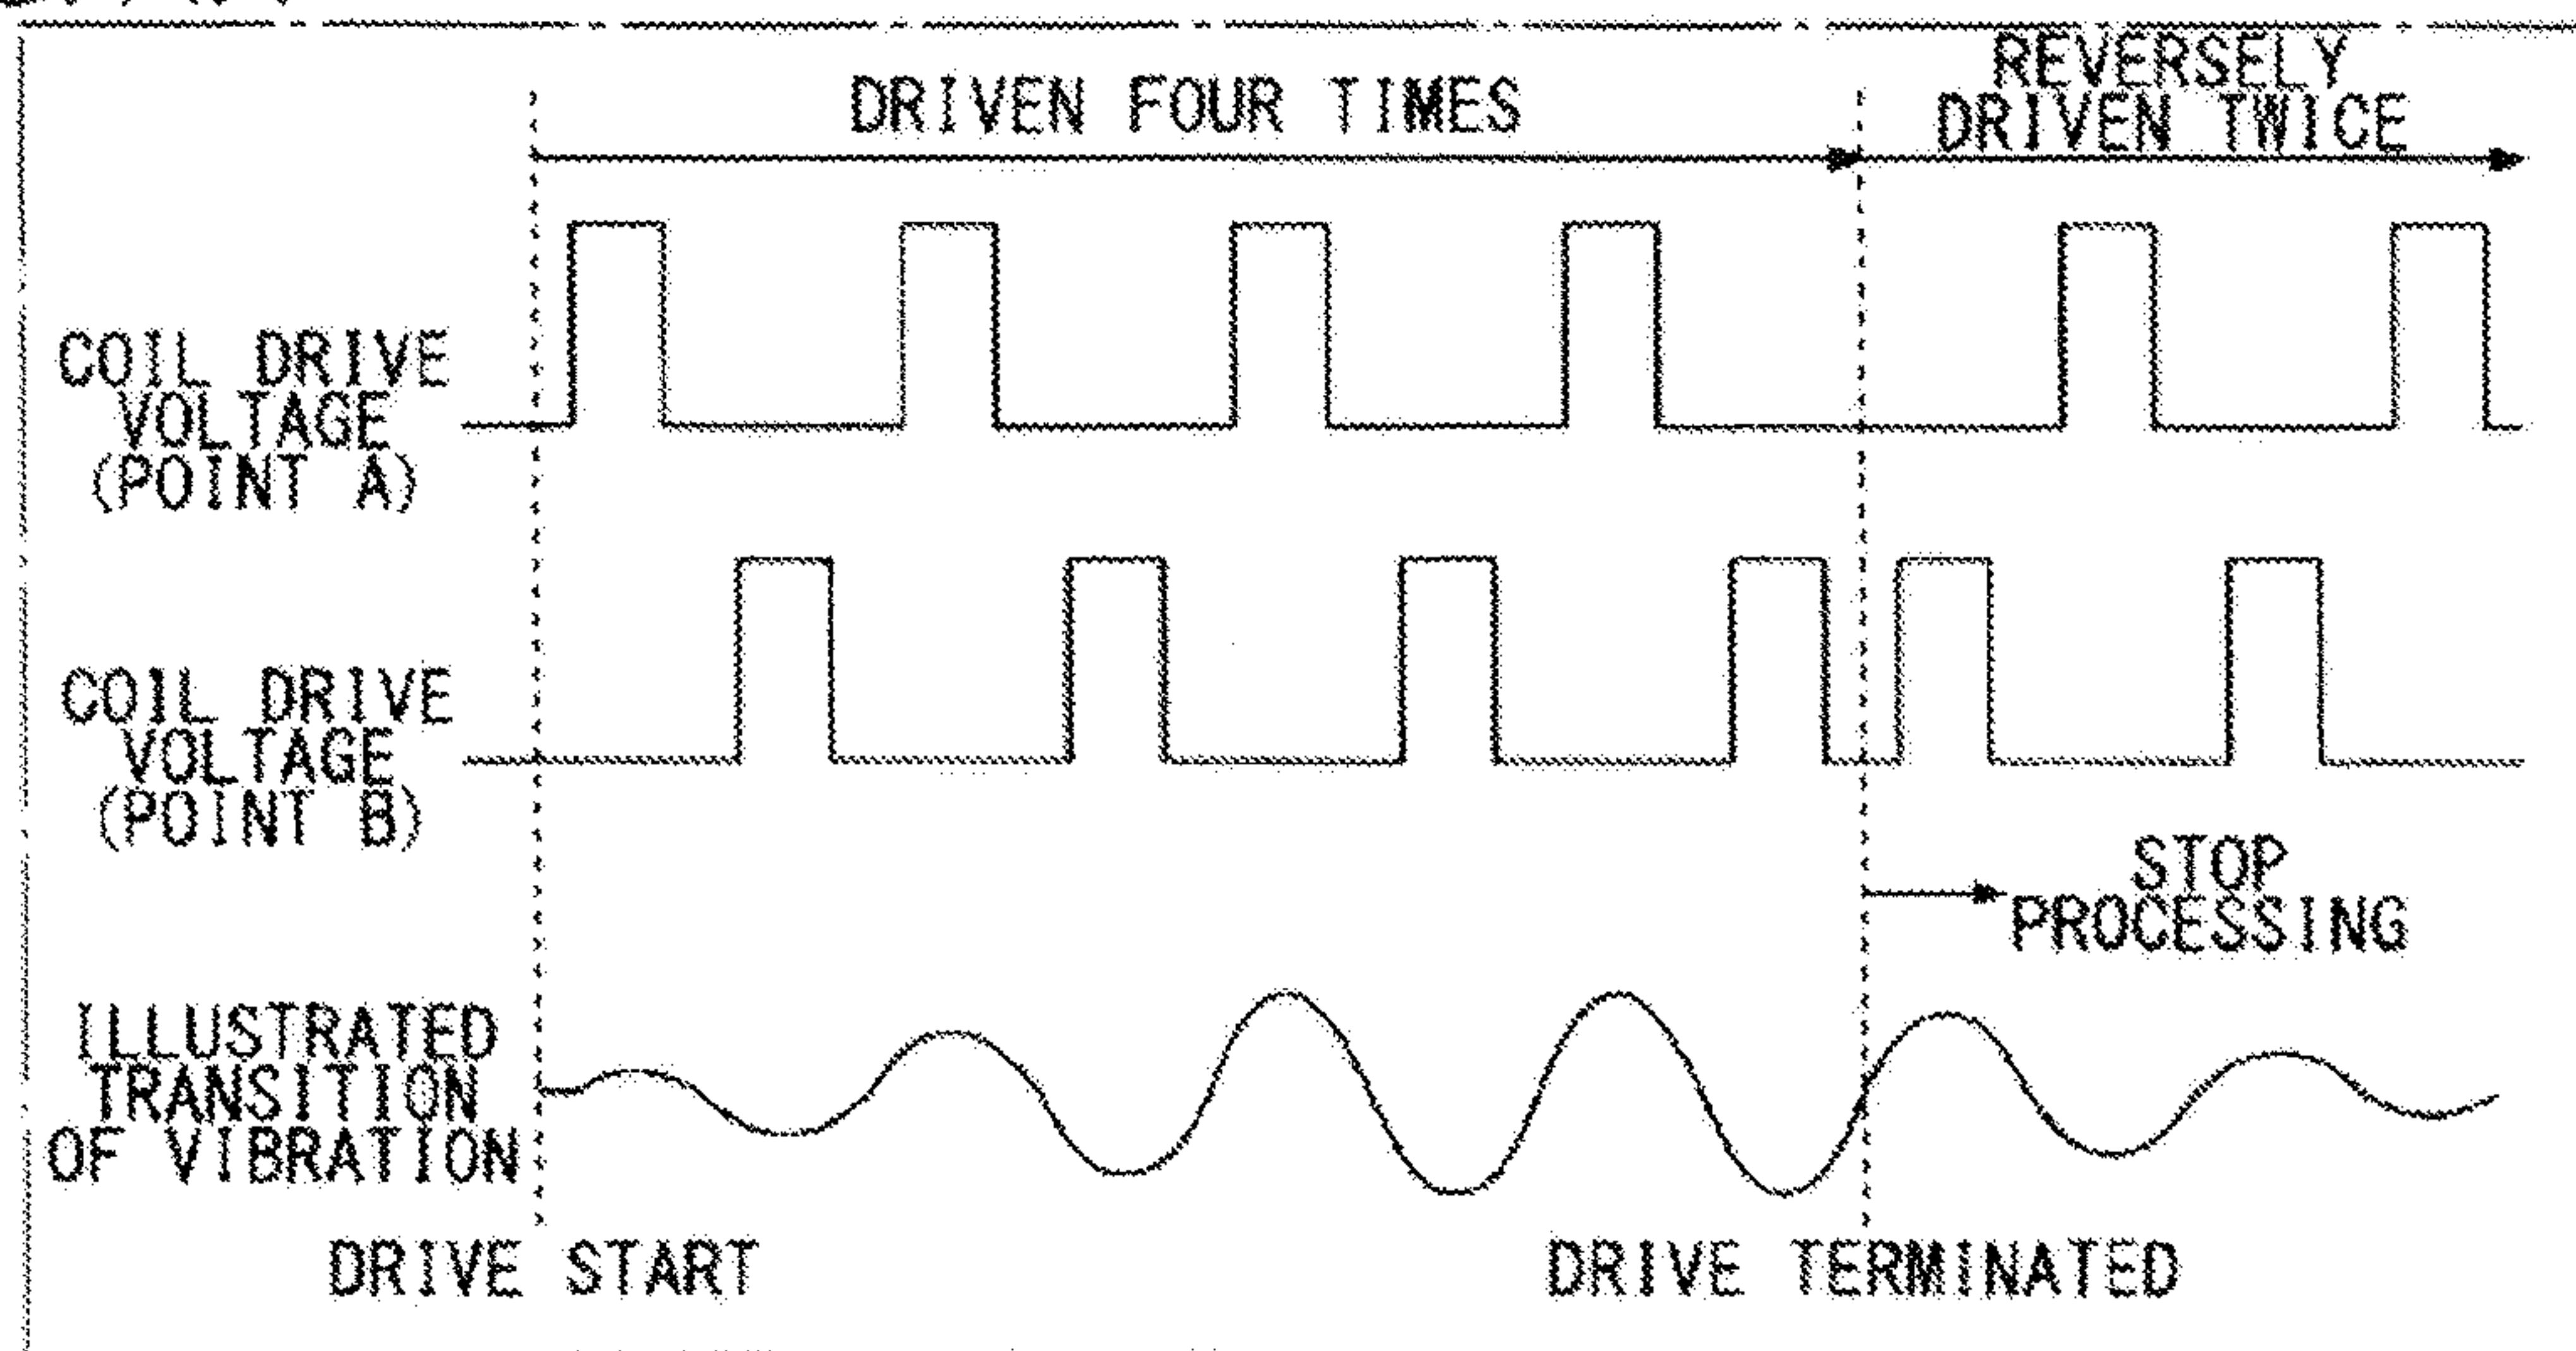 DRIVEN FOUR TIMES
REVERSELY
DRIVEN TWICE
COIL DRIVE
VOLTAGE
(POINT A)
COIL DRIVE
VOLTAGE
(POINT B)
STOP
PROCESSING
ILLUSTRATED
TRANSITION
OF VIBRATION
DRIVE START
DRIVE TERMINATED